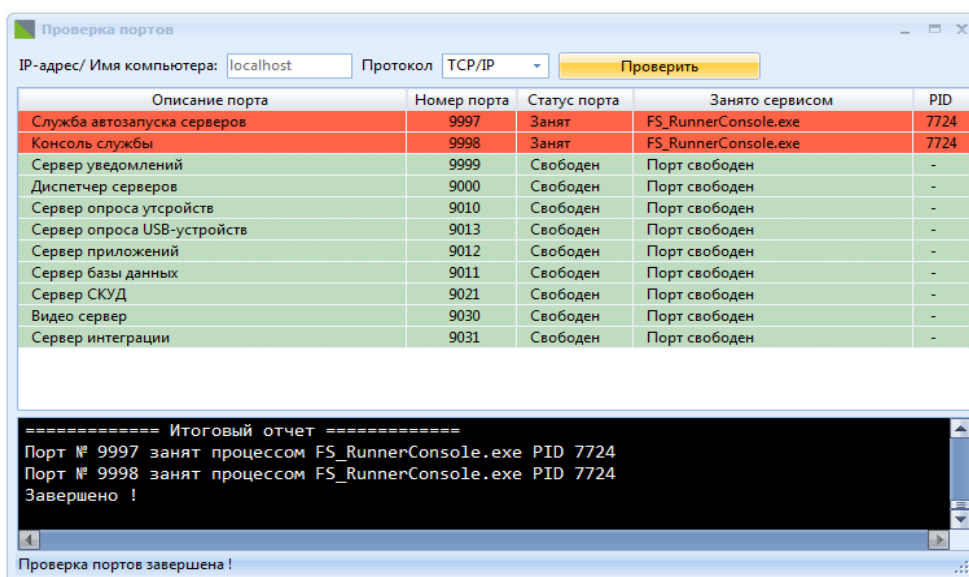 Проверка портов
IP-адрес/ Имя компьютера: localhost Протокол TCP/IP Проверить
Описание порта Номер порта Статус порта Занято сервисом PID
Служба автозапуска серверов 9997 Занят FS_RunnerConsole.exe 7724
Консоль службы 9998 Занят FS_RunnerConsole.exe 7724
Сервер уведомлений 9999 Свободен Порт свободен -
Диспетчер серверов 9000 Свободен Порт свободен -
Сервер опроса утсройств 9010 Свободен Порт свободен -
Сервер опроса USB-устройств 9013 Свободен Порт свободен -
Сервер приложений 9012 Свободен Порт свободен -
Сервер базы данных 9011 Свободен Порт свободен -
Сервер СКУД 9021 Свободен Порт свободен -
Видео сервер 9030 Свободен Порт свободен -
Сервер интеграции 9031 Свободен Порт свободен -
============= Итоговый отчет =============
Порт № 9997 занят процессом FS_RunnerConsole.exe PID 7724
Порт № 9998 занят процессом FS_RunnerConsole.exe PID 7724
Завершено !
Проверка портов завершена !